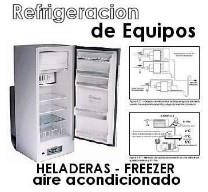 Refrigeracion
de Equipos
HELADERAS - FREEZER
aire acondicionado